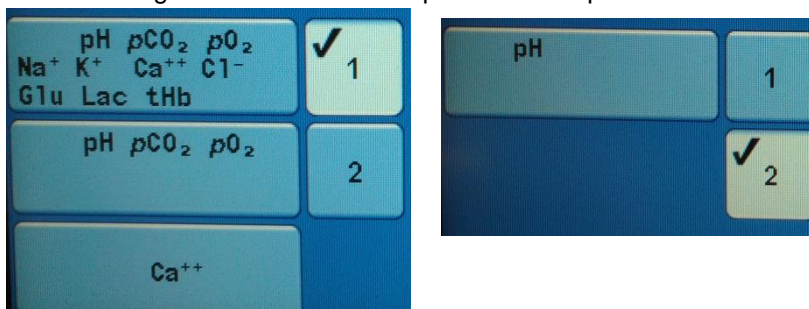 pH pCO₂ pO₂
Na⁺ K⁺ Ca⁺⁺ Cl⁻
Glu Lac tHb
✓ 1
pH pCO₂ pO₂
2
Ca⁺⁺
pH
1
✓ 2